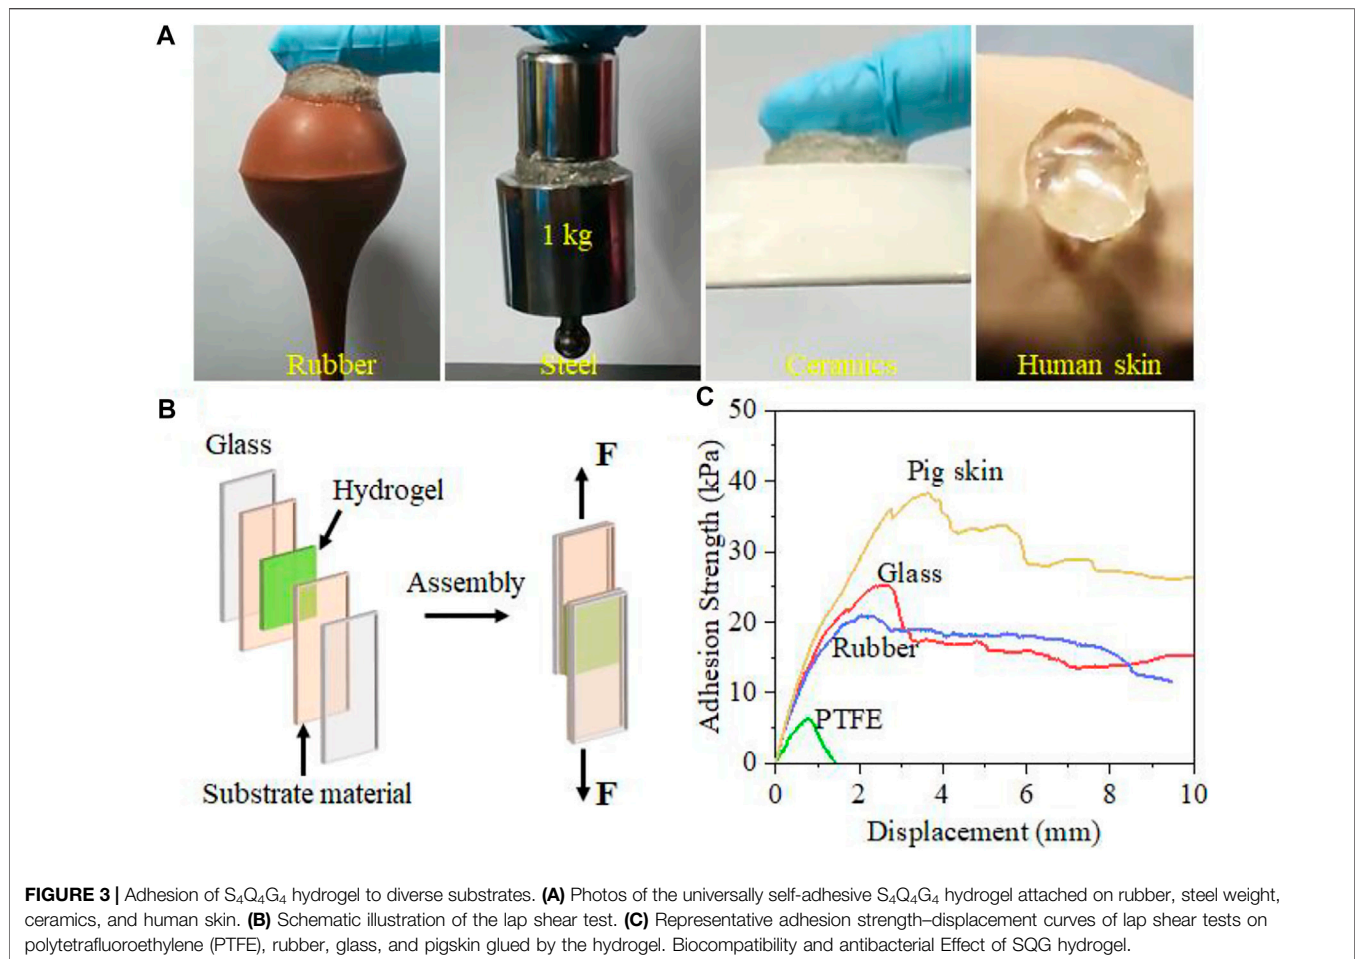 A
Rubber
1 kg
Steel
Ceramics
Human skin
B
Glass
Hydrogel
Assembly
Substrate material
F
F
C
Adhesion Strength (kPa)
50
40
30
20
10
0
Pig skin
Glass
Rubber
PTFE
0 2 4 6 8 10
Displacement (mm)
FIGURE 3 | Adhesion of S₄Q₄G₄ hydrogel to diverse substrates. (A) Photos of the universally self-adhesive S₄Q₄G₄ hydrogel attached on rubber, steel weight,
ceramics, and human skin. (B) Schematic illustration of the lap shear test. (C) Representative adhesion strength–displacement curves of lap shear tests on
polytetrafluoroethylene (PTFE), rubber, glass, and pigskin glued by the hydrogel. Biocompatibility and antibacterial Effect of SQG hydrogel.